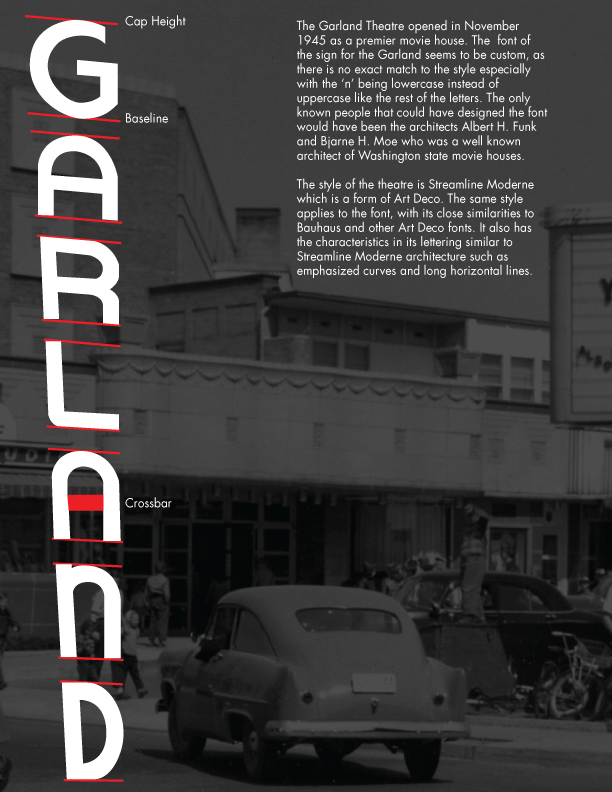 Cap Height
GARLAnD
Baseline
Crossbar
The Garland Theatre opened in November
1945 as a premier movie house. The  font of
the sign for the Garland seems to be custom, as
there is no exact match to the style especially
with the ‘n’ being lowercase instead of
uppercase like the rest of the letters. The only
known people that could have designed the font
would have been the architects Albert H. Funk
and Bjarne H. Moe who was a well known
architect of Washington state movie houses.
The style of the theatre is Streamline Moderne
which is a form of Art Deco. The same style
applies to the font, with its close similarities to
Bauhaus and other Art Deco fonts. It also has
the characteristics in its lettering similar to
Streamline Moderne architecture such as
emphasized curves and long horizontal lines.